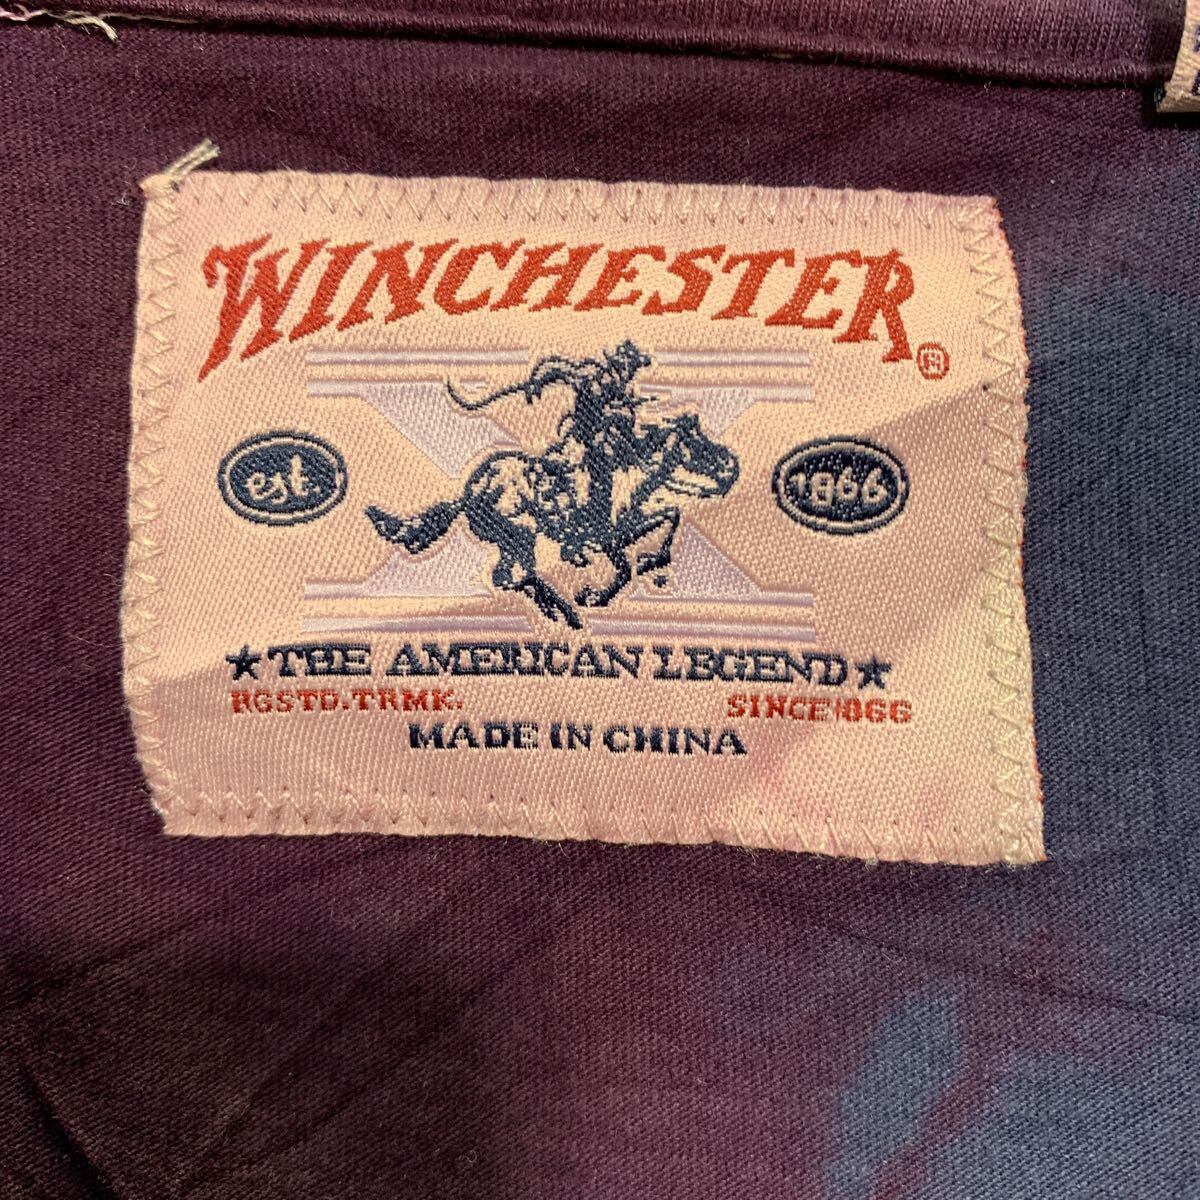 WINCHESTER®
est. 1866
★ THE AMERICAN LEGEND ★
RGSTD.TRMK. SINCE 1866
MADE IN CHINA